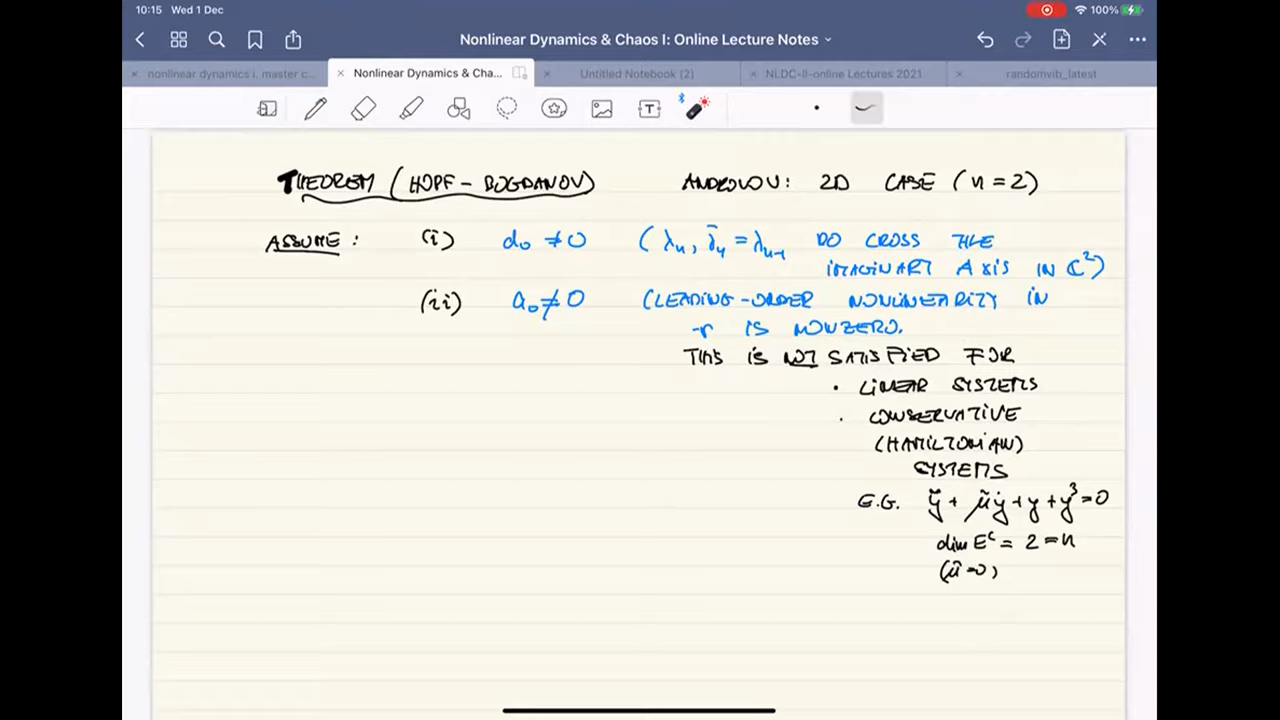 10:15 Wed 1 Dec
100%
Nonlinear Dynamics & Chaos I: Online Lecture Notes
nonlinear dynamics i. master c...
Nonlinear Dynamics & Cha...
Untitled Notebook (2)
NLDC-II-online Lectures 2021
randomvib_latest
THEOREM (HOPF - BOGDANOV) ANDRONOV: 2D CASE (n=2)
ASSUME: (i) d₀ ≠ 0 (λₙ, λ̄ₙ = λₙ₋₁ DO CROSS THE
IMAGINARY AXIS IN ℂ²)
(ii) a₀ ≠ 0 (LEADING-ORDER NONLINEARITY IN
r IS NONZERO.
THIS IS NOT SATISFIED FOR
• LINEAR SYSTEMS
• CONSERVATIVE
(HAMILTONIAN)
SYSTEMS
E.G. ÿ + μ̃ẏ + y + y³ = 0
dim Eᶜ = 2 = n
(μ̃ = 0)